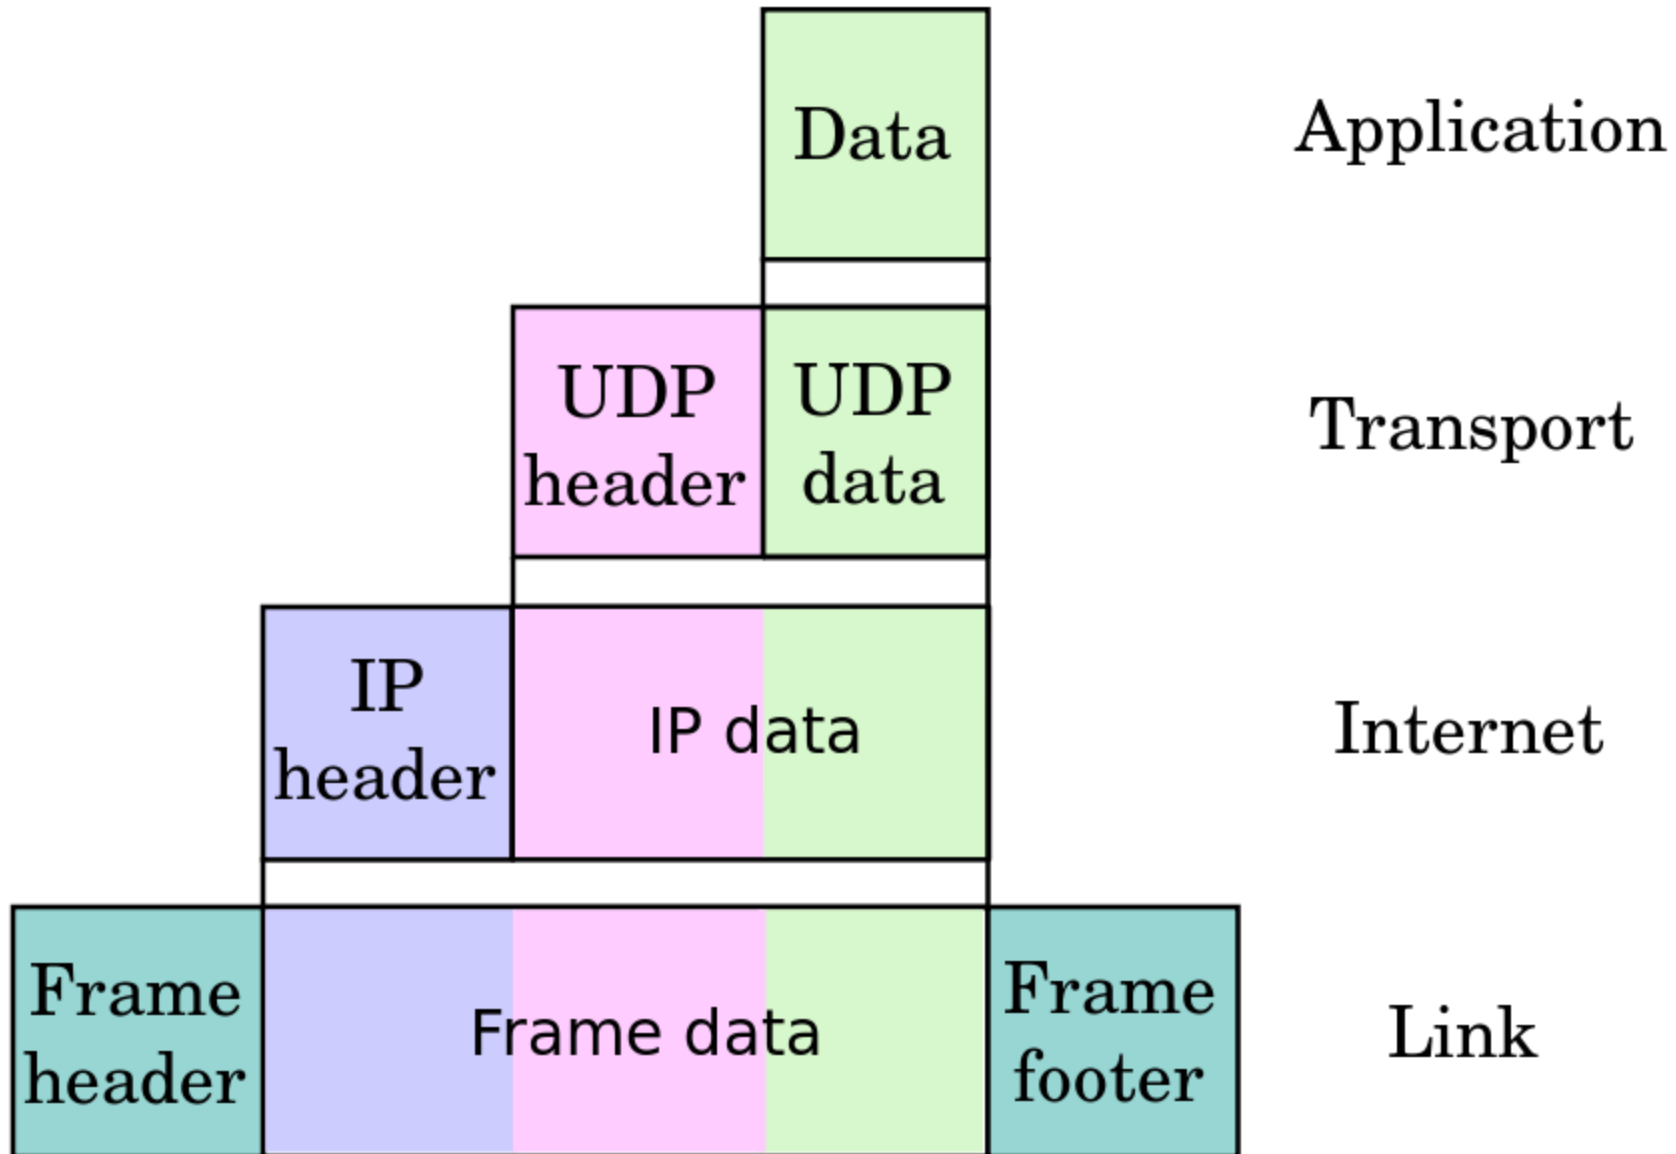 Data
Application
UDP
header
UDP
data
Transport
IP
header
IP data
Internet
Frame
header
Frame data
Frame
footer
Link